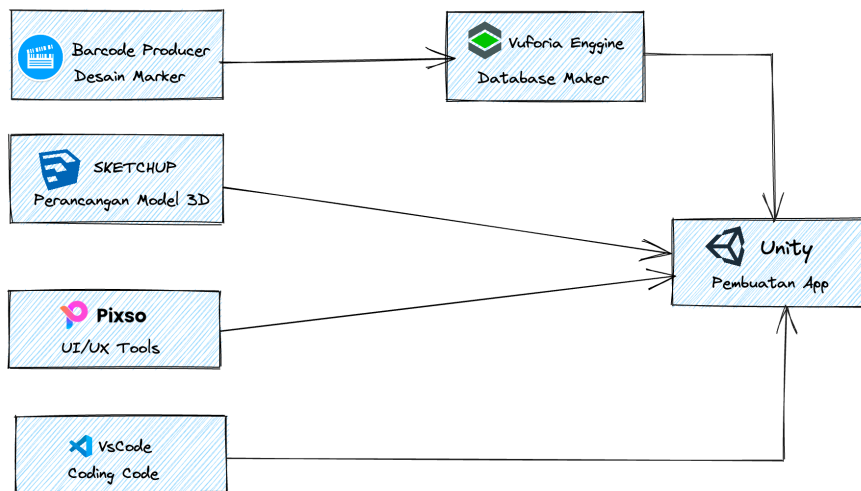 Barcode Producer
Desain Marker
Vuforia Enggine
Database Maker
SKETCHUP
Perancangan Model 3D
Unity
Pembuatan App
Pixso
UI/UX Tools
VsCode
Coding Code